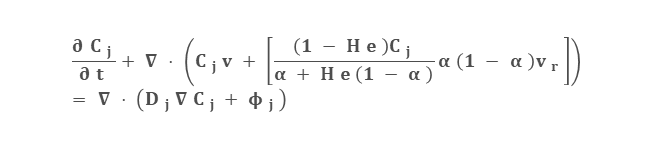 ∂ C j / ∂ t + ∇ · ( C j v + [ (1 − H e )C j / α + H e (1 − α ) α (1 − α )v r ] )
= ∇ · (D j ∇ C j + ϕ j )